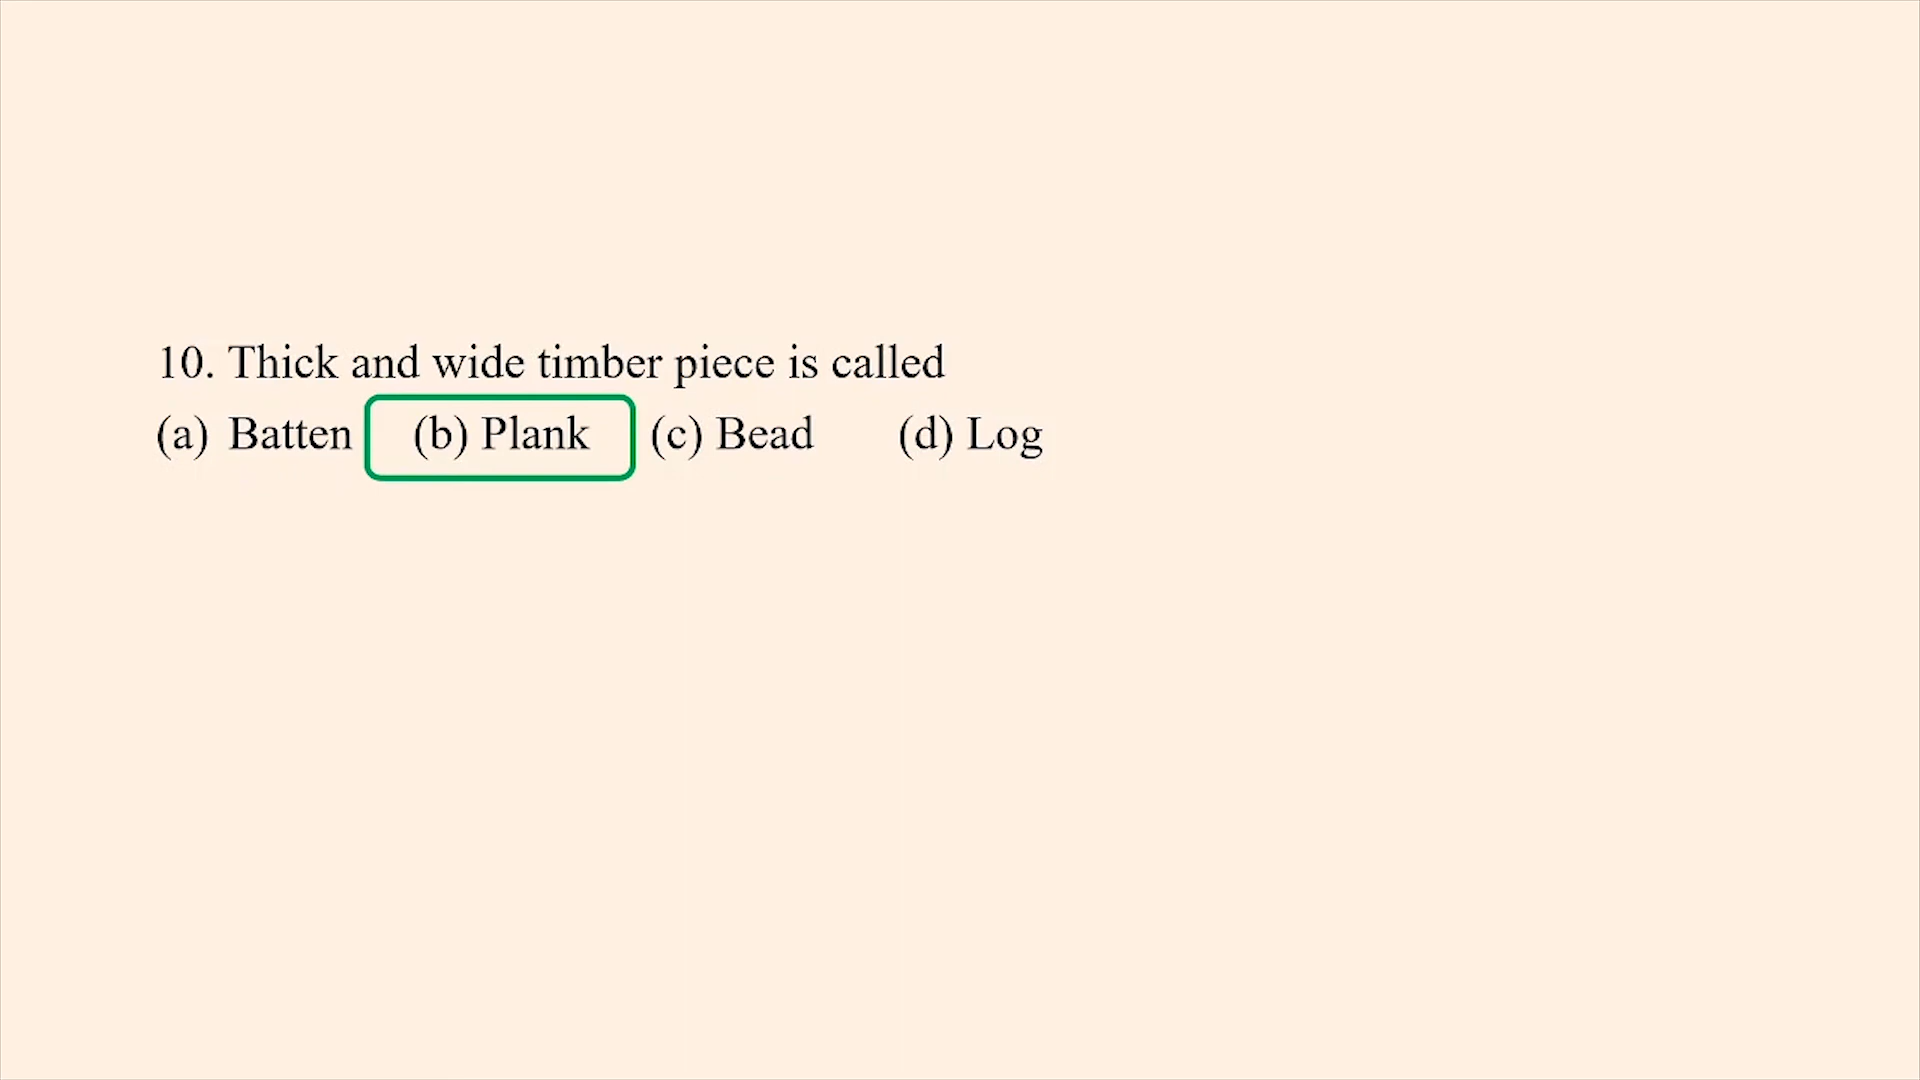 10. Thick and wide timber piece is called
(a) Batten (b) Plank (c) Bead (d) Log